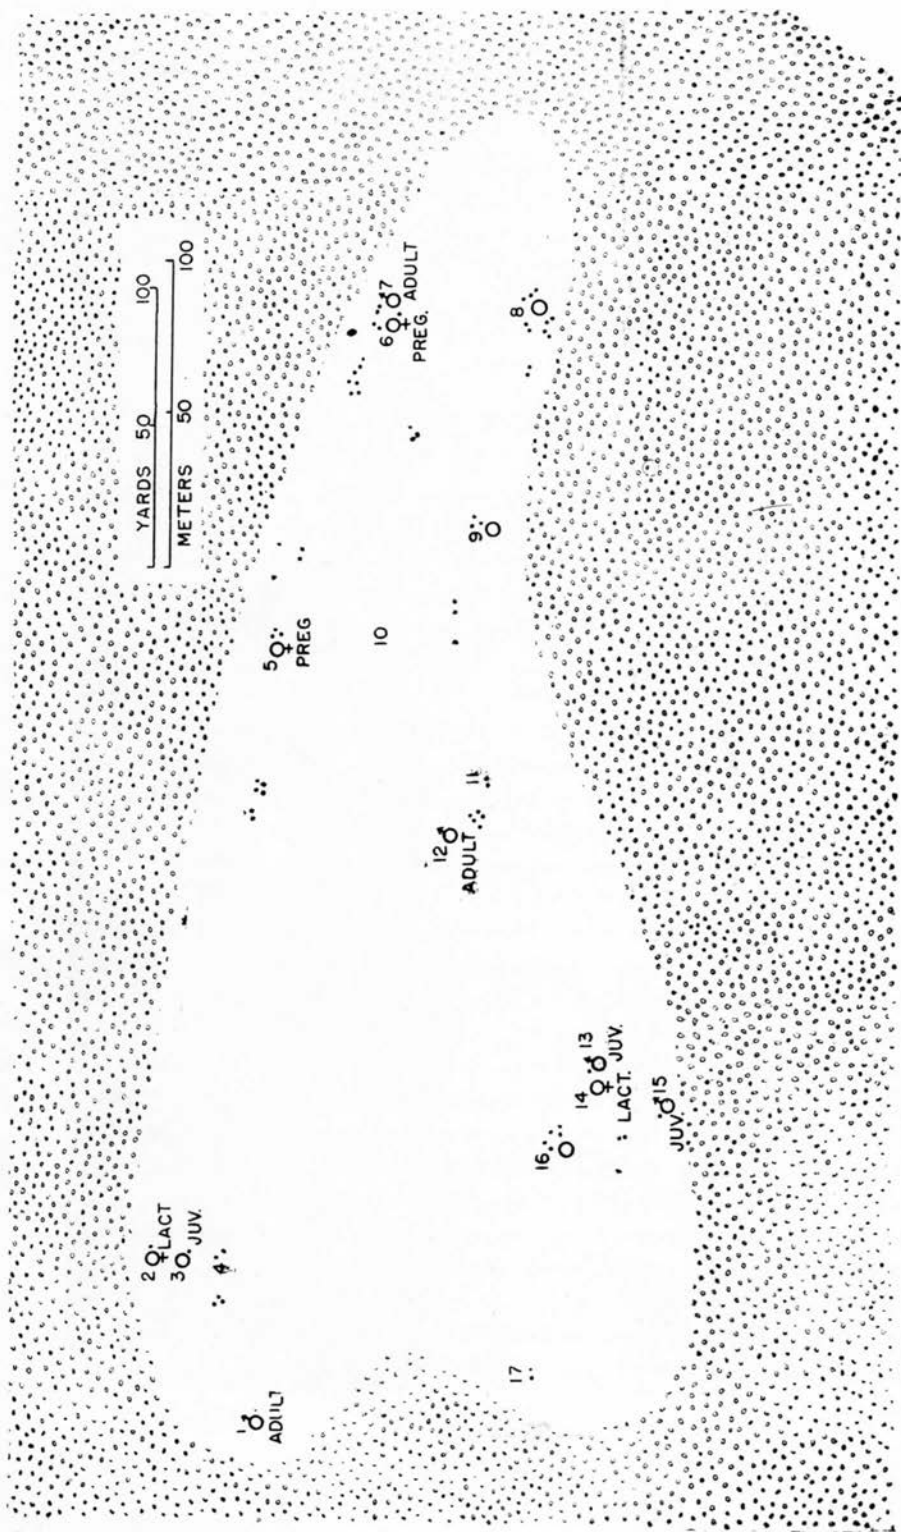 YARDS 50 100
METERS 50 100
1
ADULT
2
LACT
3
JUV.
4
5
PREG
6
PREG.
7
ADULT
8
9
10
11
12
ADULT
13
JUV.
14
LACT.
15
JUV
16
17